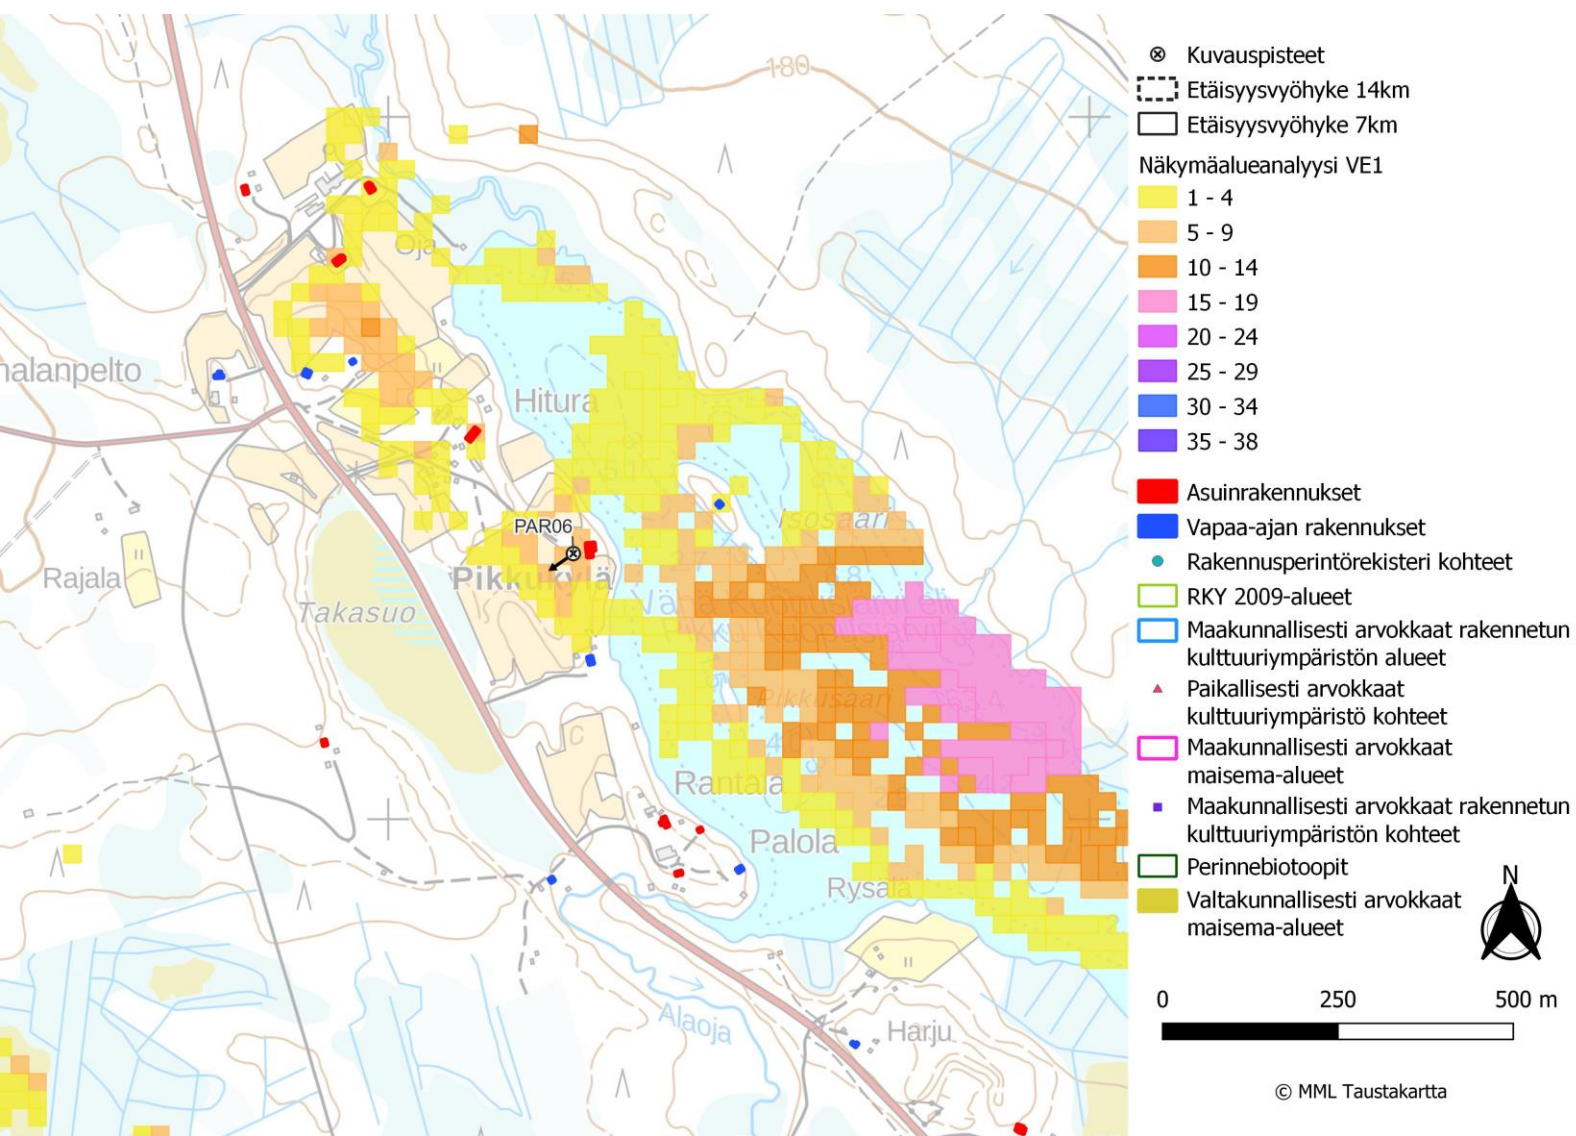 180
Oja
nalanpelto
Hitura
Isosaari
PAR06
Pikkukylä
Rajala
Takasuo
Pikkusaari
Rantala
Palola
Rysälä
Alaoja
Harju
Kuvauspisteet
Etäisyysvyöhyke 14km
Etäisyysvyöhyke 7km
Näkymäalueanalyysi VE1
1 - 4
5 - 9
10 - 14
15 - 19
20 - 24
25 - 29
30 - 34
35 - 38
Asuinrakennukset
Vapaa-ajan rakennukset
Rakennusperintörekisteri kohteet
RKY 2009-alueet
Maakunnallisesti arvokkaat rakennetun
kulttuuriympäristön alueet
Paikallisesti arvokkaat
kulttuuriympäristö kohteet
Maakunnallisesti arvokkaat
maisema-alueet
Maakunnallisesti arvokkaat rakennetun
kulttuuriympäristön kohteet
Perinnebiotoopit
Valtakunnallisesti arvokkaat
maisema-alueet
N
0 250 500 m
© MML Taustakartta